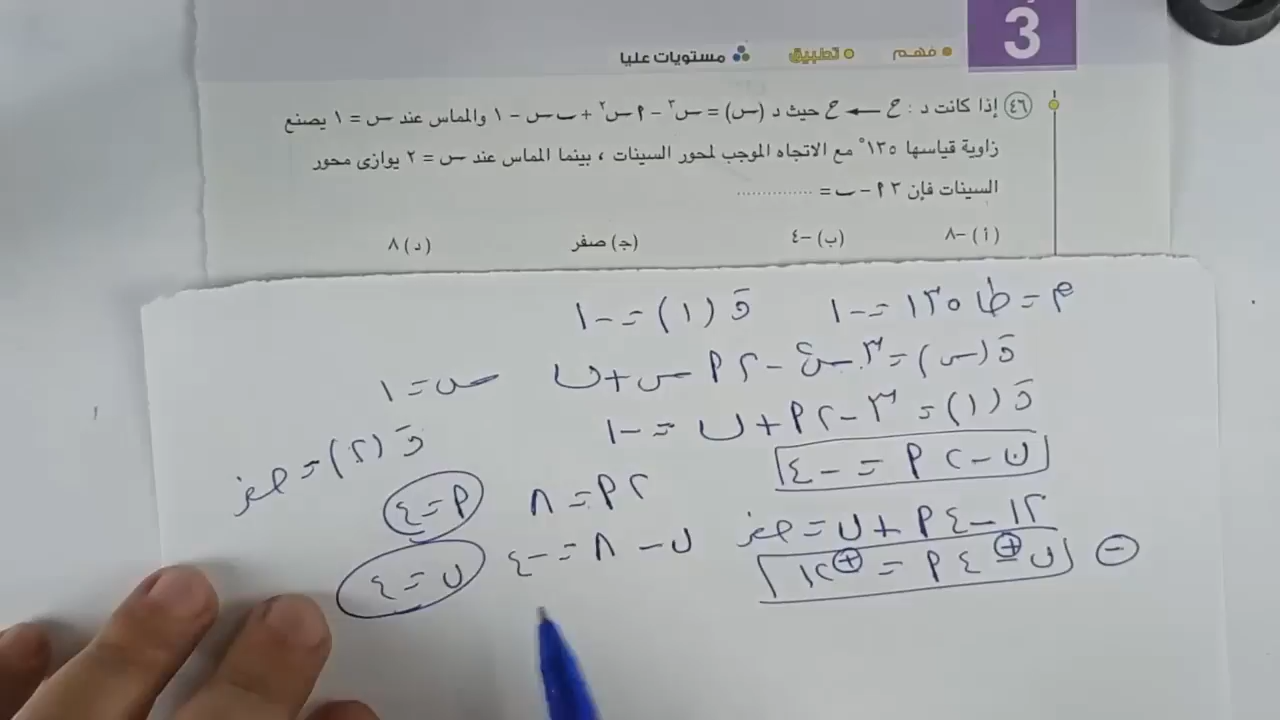 3
فهم تطبيق مستويات عليا
٤٦ إذا كانت د : ح ← ح حيث د (س) = س٣ − ٢ س٢ + ب س − ١ والمماس عند س = ١ يصنع
زاوية قياسها ١٣٥° مع الاتجاه الموجب لمحور السينات ، بينما المماس عند س = ٢ يوازى محور
السينات فإن ٣ ٢ − ب = ..............
(أ) −٨ (ب) −٤ (ج) صفر (د) ٨
م = طا ١٣٥ = −١ قَ (١) = −١
قَ (س) = ٣ س٢ − ٢ م س + ب س = ١
قَ (١) = ٣ − ٢ م + ب = −١
ب − ٢ م = −٤ قَ (٢) = صفر
٢ م = ٨ م = ٤
١٢ − ٤ م + ب = صفر
ب − ٨ = −٤ ب = ٤
⊖ ب ⊕ ٤ م = ⊕ ١٢